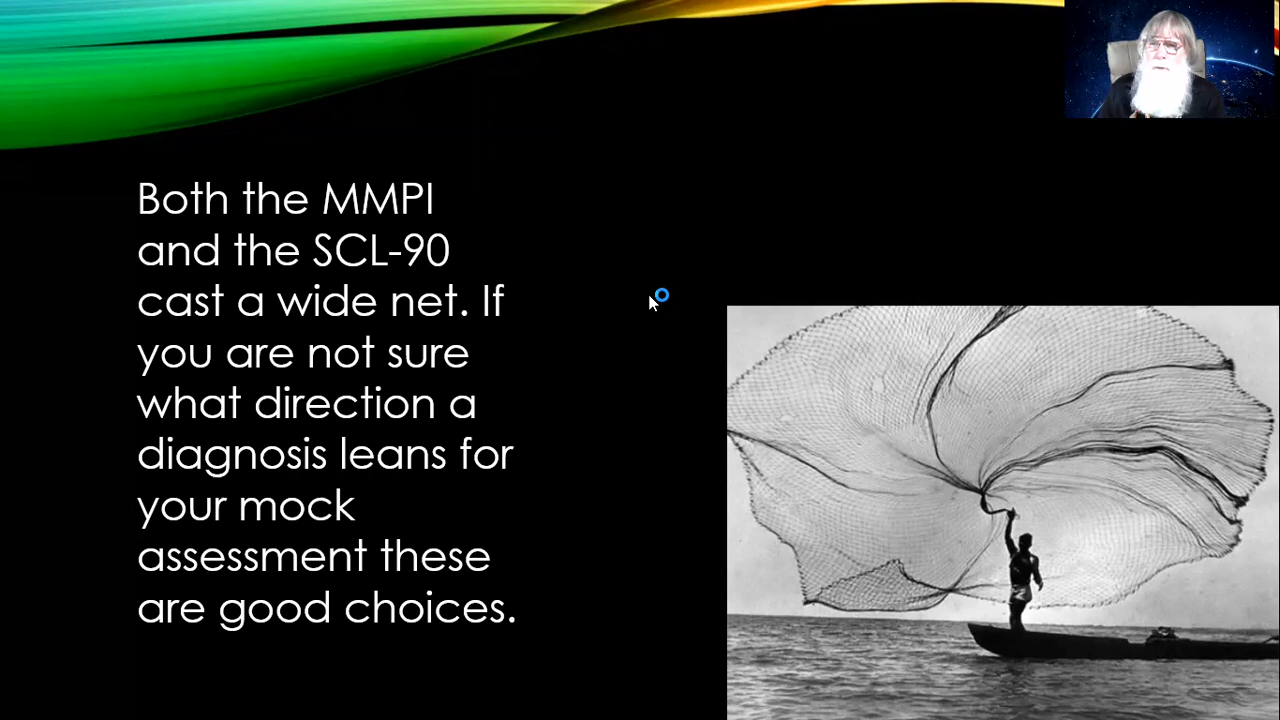 Both the MMPI
and the SCL-90
cast a wide net. If
you are not sure
what direction a
diagnosis leans for
your mock
assessment these
are good choices.